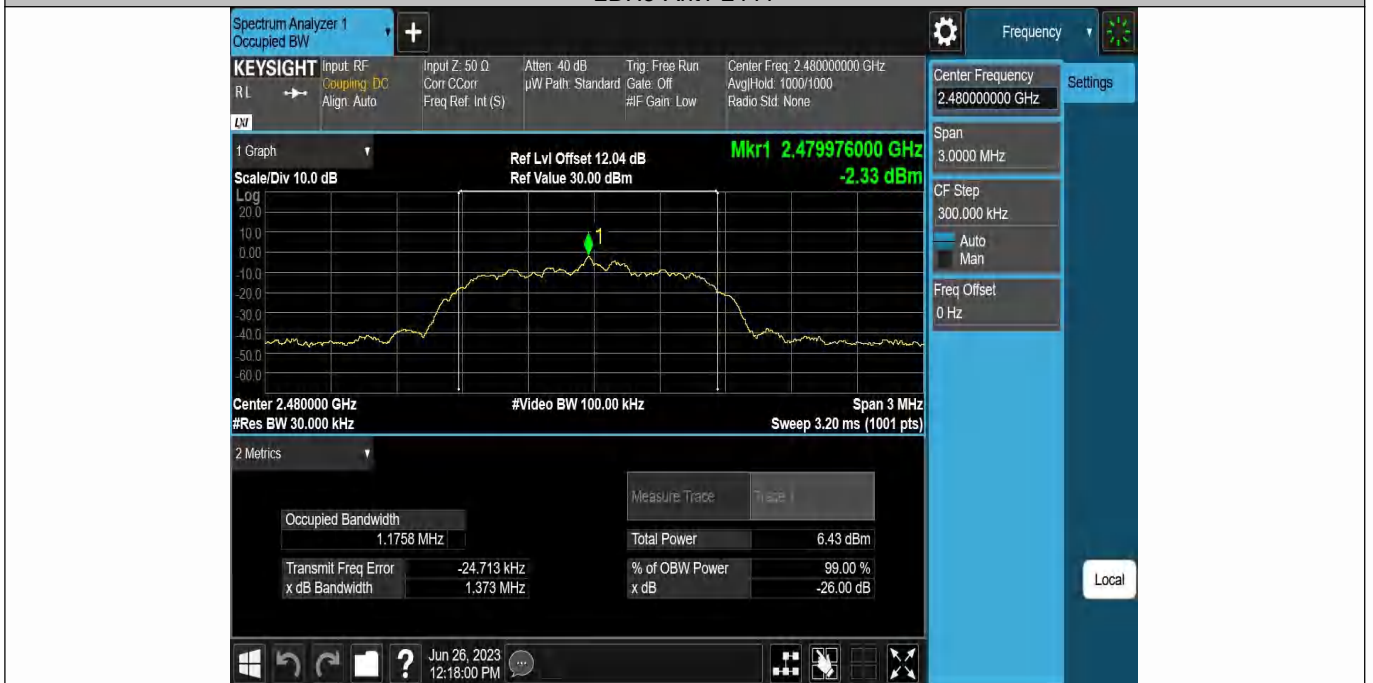 Spectrum Analyzer 1
Occupied BW
+
Frequency
KEYSIGHT
RL
LXI
Input: RF
Coupling: DC
Align: Auto
Input Z: 50 Ω
Corr CCorr
Freq Ref: Int (S)
Atten: 40 dB
µW Path: Standard
Trig: Free Run
Gate: Off
#IF Gain: Low
Center Freq: 2.480000000 GHz
Avg|Hold: 1000/1000
Radio Std: None
Center Frequency
2.480000000 GHz
Settings
Span
3.0000 MHz
CF Step
300.000 kHz
Auto
Man
Freq Offset
0 Hz
Local
1 Graph
Scale/Div 10.0 dB
Ref Lvl Offset 12.04 dB
Ref Value 30.00 dBm
Mkr1 2.479976000 GHz
-2.33 dBm
Log
20.0
10.0
0.00
-10.0
-20.0
-30.0
-40.0
-50.0
-60.0
1
Center 2.480000 GHz
#Video BW 100.00 kHz
Span 3 MHz
#Res BW 30.000 kHz
Sweep 3.20 ms (1001 pts)
2 Metrics
Measure Trace
Trace 1
Occupied Bandwidth
1.1758 MHz
Total Power
6.43 dBm
Transmit Freq Error
-24.713 kHz
% of OBW Power
99.00 %
x dB Bandwidth
1.373 MHz
x dB
-26.00 dB
?
Jun 26, 2023
12:18:00 PM